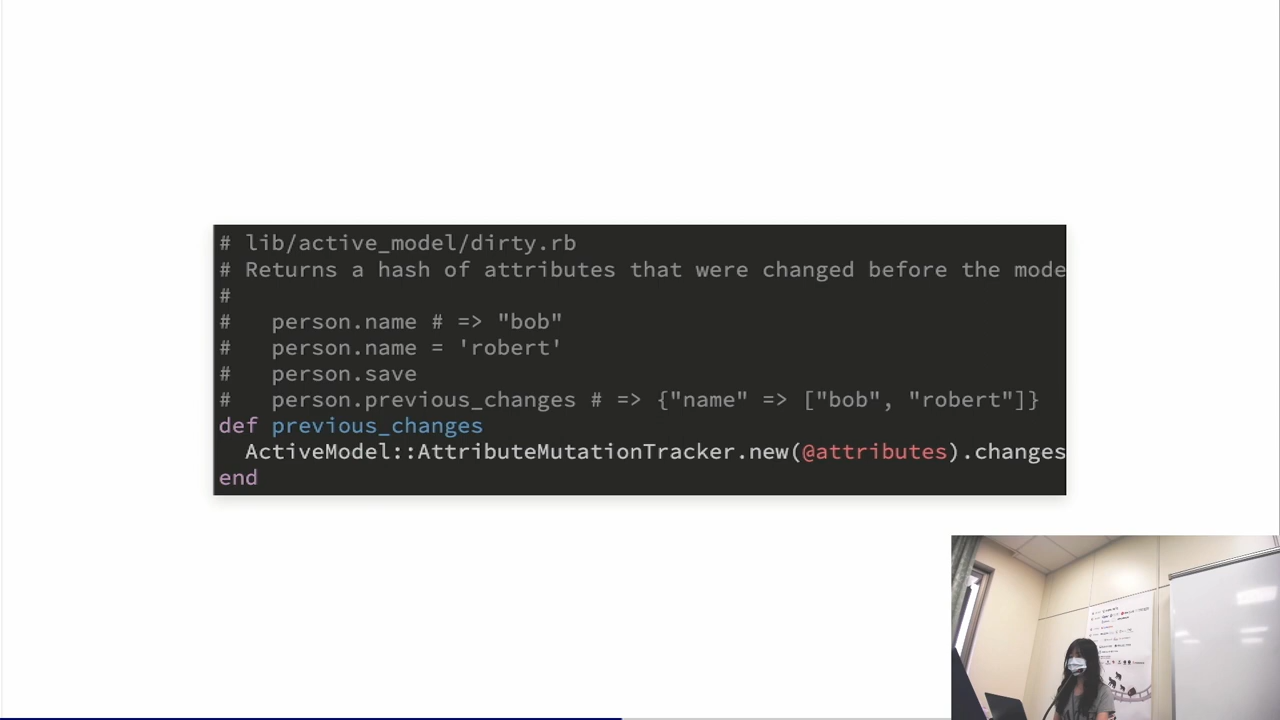 # lib/active_model/dirty.rb
# Returns a hash of attributes that were changed before the mode
#
#   person.name # => "bob"
#   person.name = 'robert'
#   person.save
#   person.previous_changes # => {"name" => ["bob", "robert"]}
def previous_changes
  ActiveModel::AttributeMutationTracker.new(@attributes).changes
end